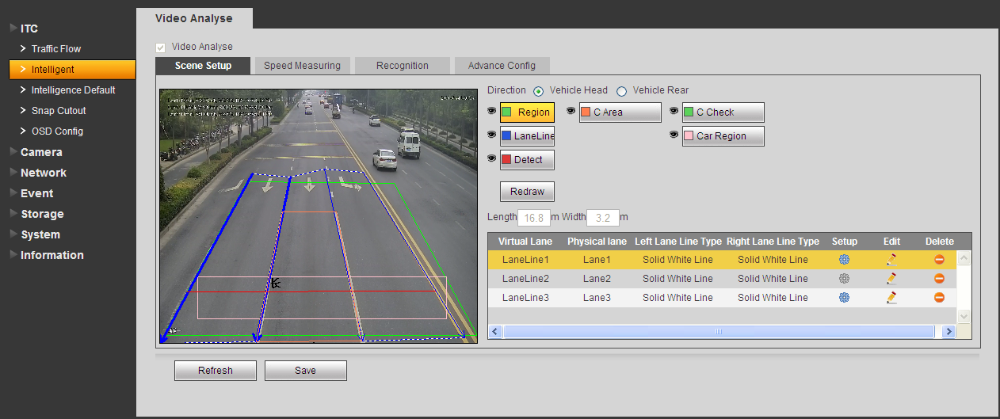 Video Analyse
ITC
Traffic Flow
Intelligent
Intelligence Default
Snap Cutout
OSD Config
Camera
Network
Event
Storage
System
Information
Video Analyse
Scene Setup Speed Measuring Recognition Advance Config
Direction Vehicle Head Vehicle Rear
Region C Area C Check
LaneLine Car Region
Detect
Redraw
Length 16.8 m Width 3.2 m
Virtual Lane Physical lane Left Lane Line Type Right Lane Line Type Setup Edit Delete
LaneLine1 Lane1 Solid White Line Solid White Line
LaneLine2 Lane2 Solid White Line Solid White Line
LaneLine3 Lane3 Solid White Line Solid White Line
Refresh Save